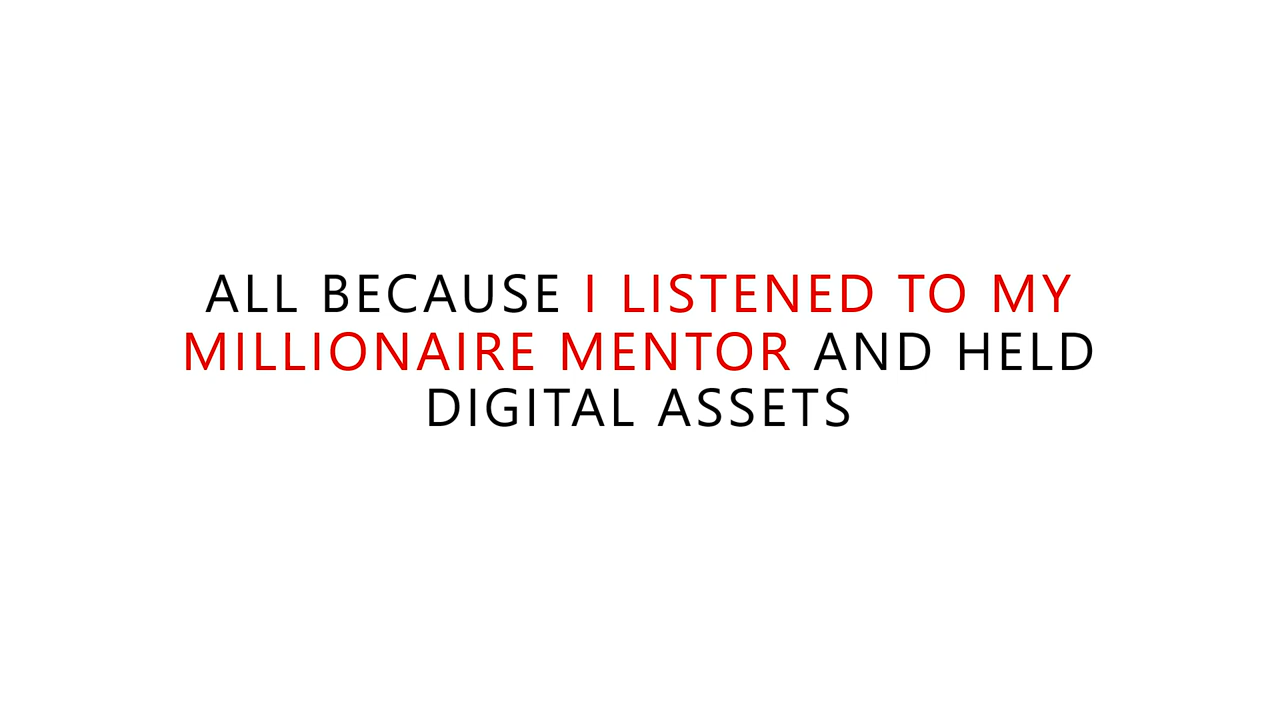 ALL BECAUSE I LISTENED TO MY
MILLIONAIRE MENTOR AND HELD
DIGITAL ASSETS